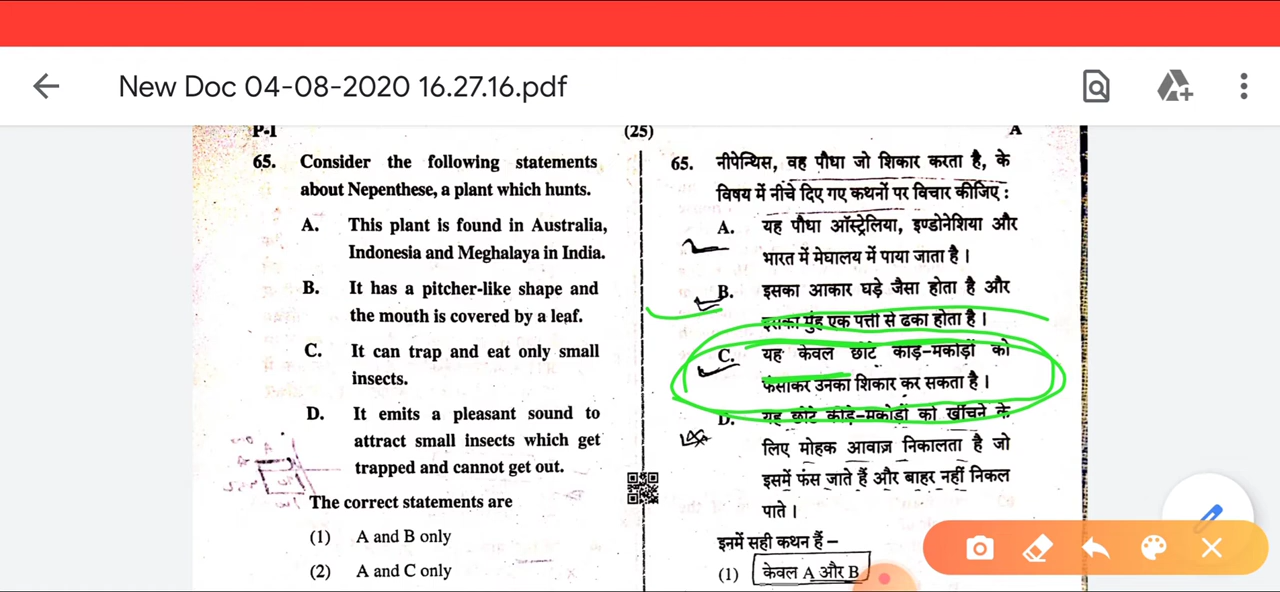 New Doc 04-08-2020 16.27.16.pdf
P-I
(25)
A
65. Consider the following statements
about Nepenthese, a plant which hunts.
A. This plant is found in Australia,
Indonesia and Meghalaya in India.
B. It has a pitcher-like shape and
the mouth is covered by a leaf.
C. It can trap and eat only small
insects.
D. It emits a pleasant sound to
attract small insects which get
trapped and cannot get out.
The correct statements are
(1) A and B only
(2) A and C only
65. नीपेन्थिस, वह पौधा जो शिकार करता है, के
विषय में नीचे दिए गए कथनों पर विचार कीजिए :
A. यह पौधा ऑस्ट्रेलिया, इण्डोनेशिया और
भारत में मेघालय में पाया जाता है।
B. इसका आकार घड़े जैसा होता है और
इसका मुंह एक पत्ती से ढका होता है।
C. यह केवल छोटे कीड़े-मकोड़ों को
फंसाकर उनका शिकार कर सकता है।
D. यह छोटे कीड़े-मकोड़ों को खींचने के
लिए मोहक आवाज़ निकालता है जो
इसमें फंस जाते हैं और बाहर नहीं निकल
पाते।
इनमें सही कथन हैं –
(1) केवल A और B